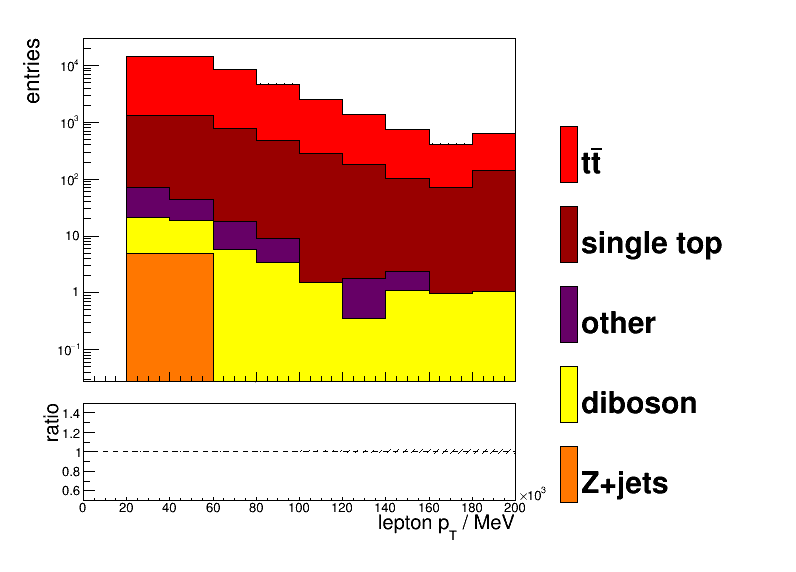 entries
10⁴
10³
10²
10
1
10⁻¹
ratio
1.4
1.2
1
0.8
0.6
0 20 40 60 80 100 120 140 160 180 200
×10³
lepton p_T / MeV
tt̄
single top
other
diboson
Z+jets